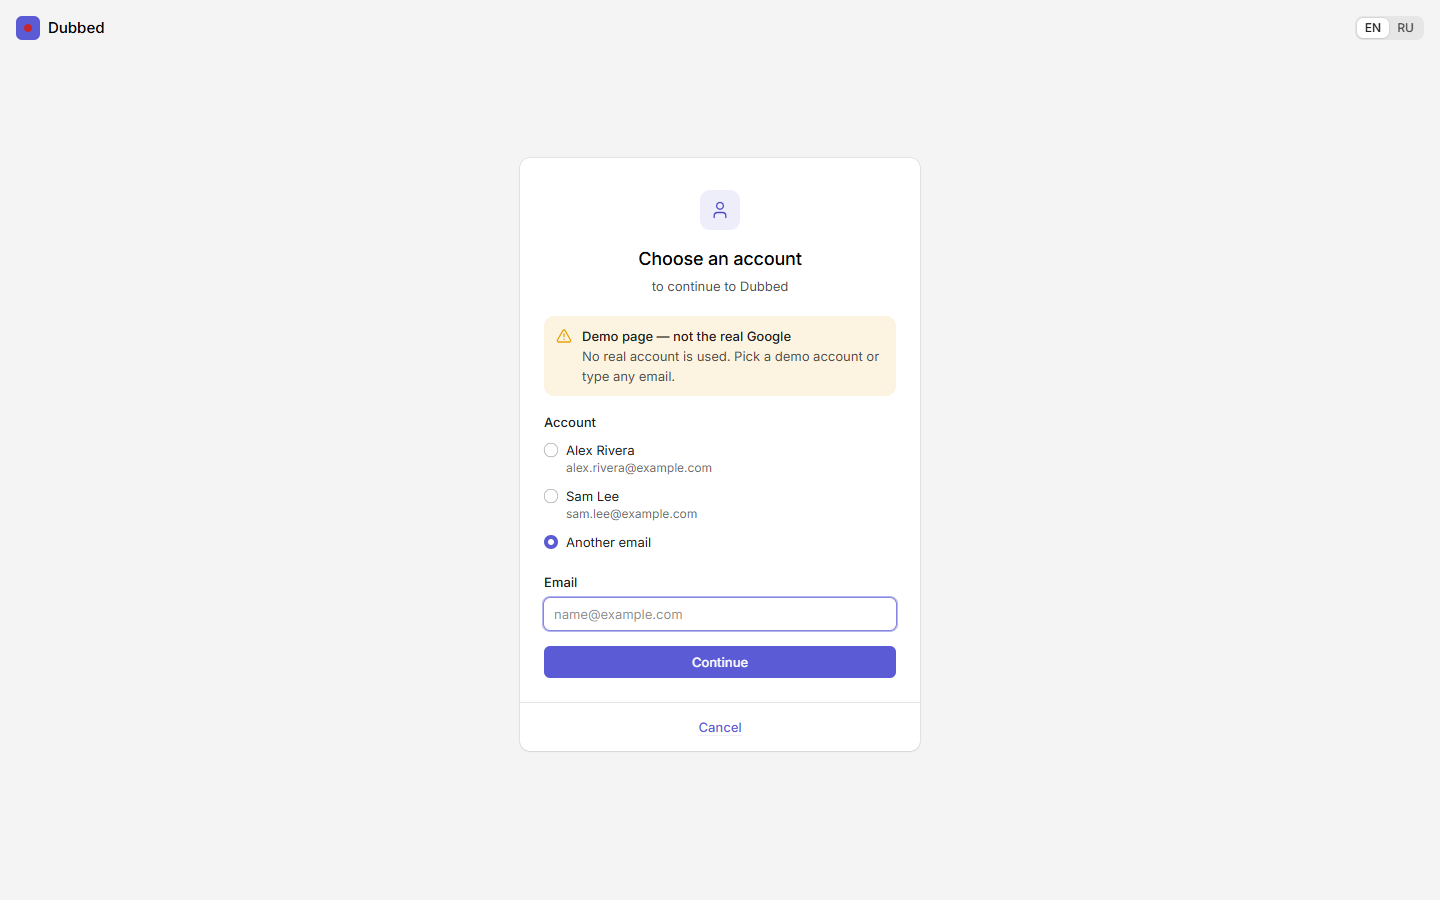 Dubbed
EN RU
Choose an account
to continue to Dubbed
Demo page — not the real Google
No real account is used. Pick a demo account or
type any email.
Account
Alex Rivera
alex.rivera@example.com
Sam Lee
sam.lee@example.com
Another email
Email
name@example.com
Continue
Cancel